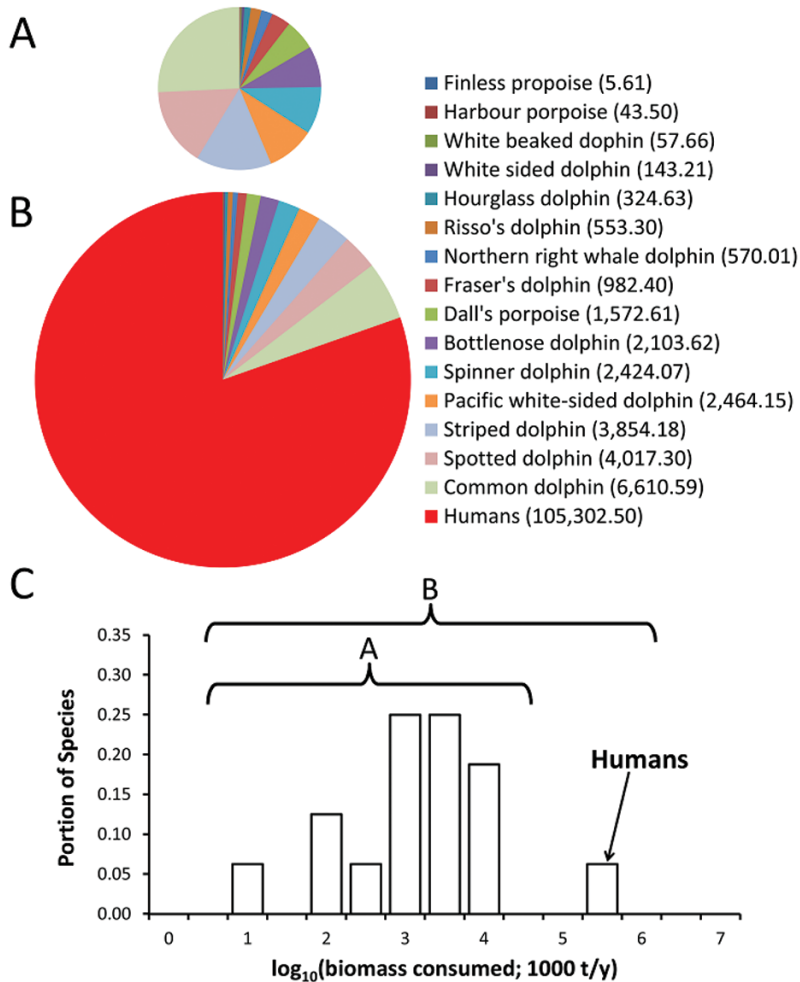 A
B
Finless propoise (5.61)
Harbour porpoise (43.50)
White beaked dophin (57.66)
White sided dolphin (143.21)
Hourglass dolphin (324.63)
Risso's dolphin (553.30)
Northern right whale dolphin (570.01)
Fraser's dolphin (982.40)
Dall's porpoise (1,572.61)
Bottlenose dolphin (2,103.62)
Spinner dolphin (2,424.07)
Pacific white-sided dolphin (2,464.15)
Striped dolphin (3,854.18)
Spotted dolphin (4,017.30)
Common dolphin (6,610.59)
Humans (105,302.50)
C
B
A
Humans
Portion of Species
0.35
0.30
0.25
0.20
0.15
0.10
0.05
0.00
0 1 2 3 4 5 6 7
log10(biomass consumed; 1000 t/y)